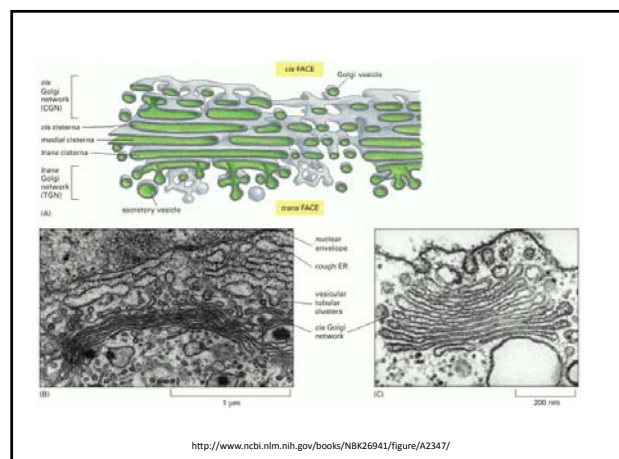 cis FACE
Golgi vesicle
cis
Golgi
network
(CGN)
cis cisterna
medial cisterna
trans cisterna
trans
Golgi
network
(TGN)
(A)
secretory vesicle
trans FACE
nuclear
envelope
rough ER
vesicular
tubular
clusters
cis Golgi
network
(B)
1 µm
(C)
200 nm
http://www.ncbi.nlm.nih.gov/books/NBK26941/figure/A2347/